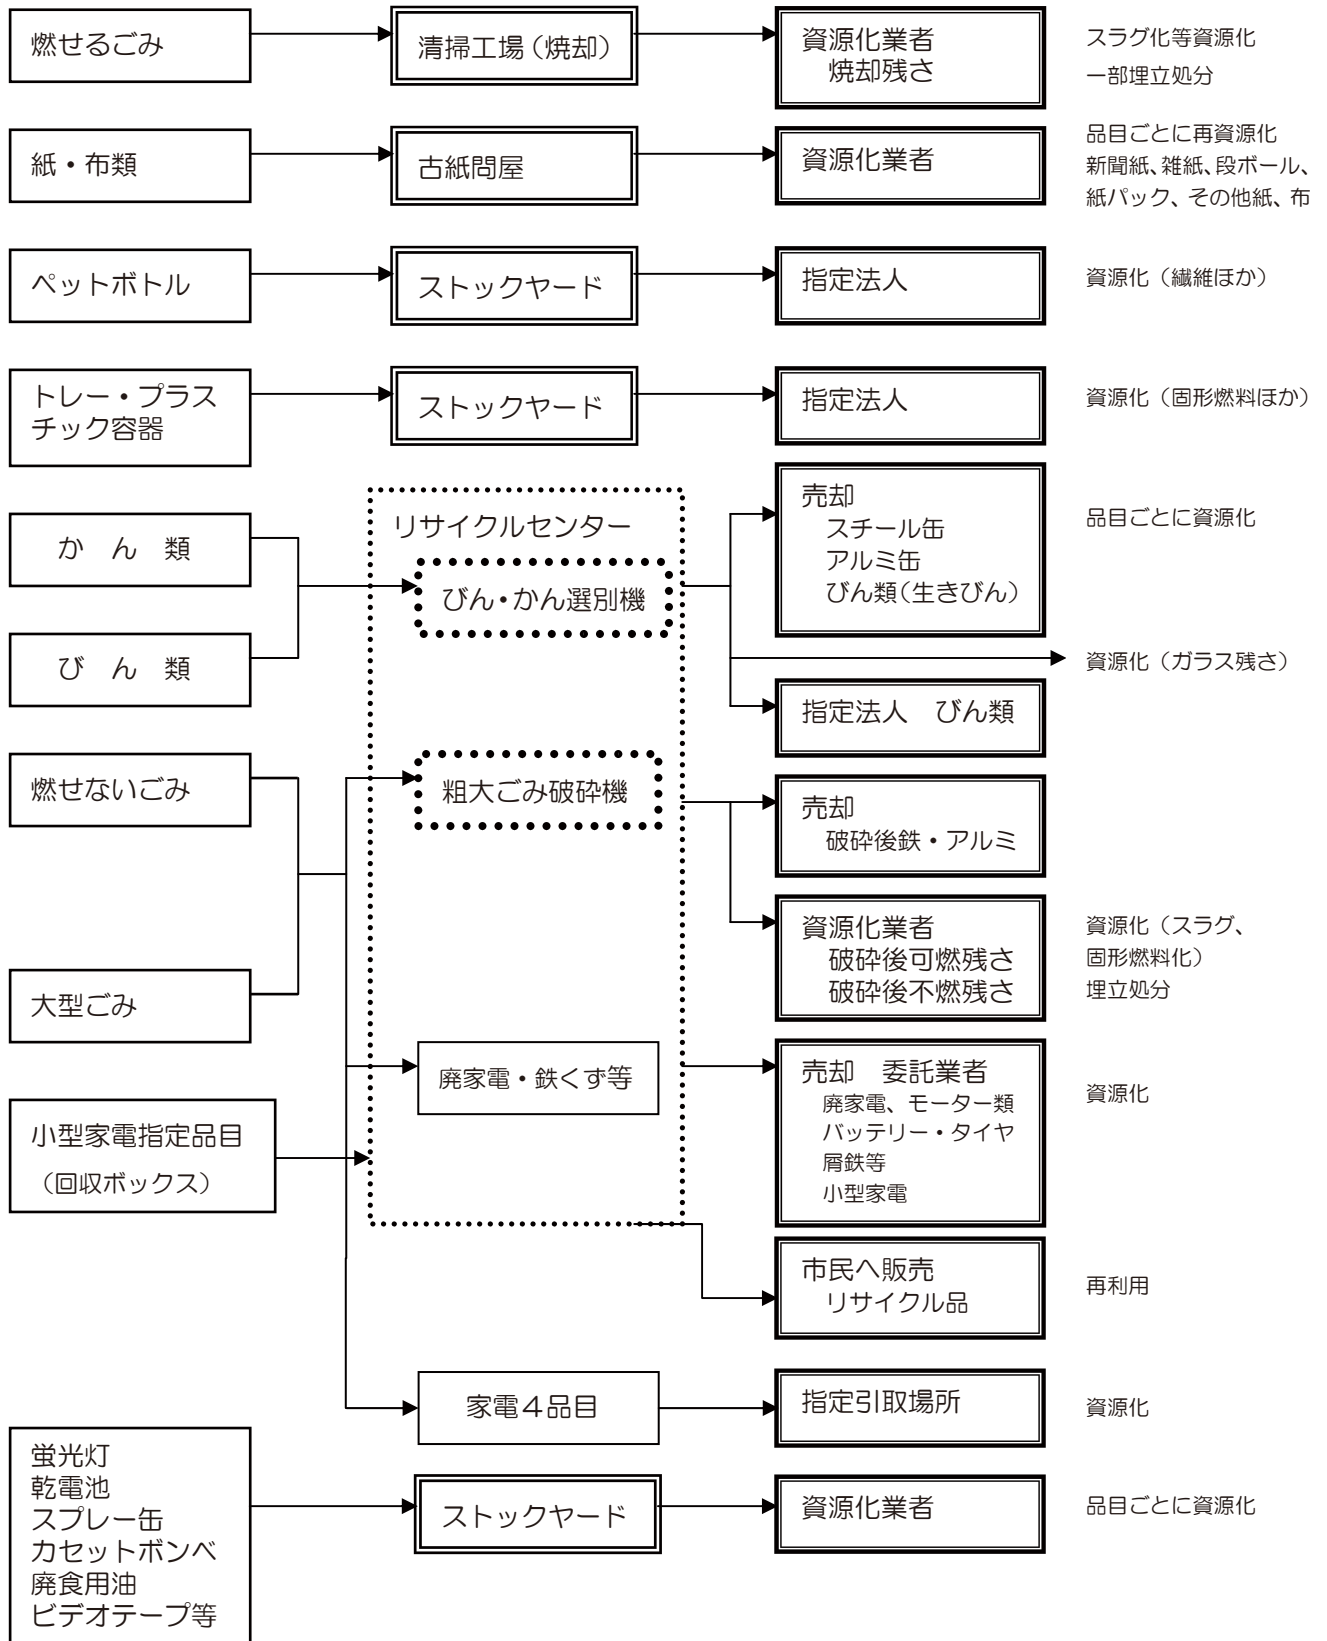 燃せるごみ
清掃工場（焼却）
資源化業者
焼却残さ
スラグ化等資源化
一部埋立処分
紙・布類
古紙問屋
資源化業者
品目ごとに再資源化
新聞紙、雑紙、段ボール、
紙パック、その他紙、布
ペットボトル
ストックヤード
指定法人
資源化（繊維ほか）
トレー・プラス
チック容器
ストックヤード
指定法人
資源化（固形燃料ほか）
かん類
びん類
リサイクルセンター
びん・かん選別機
売却
スチール缶
アルミ缶
びん類（生きびん）
品目ごとに資源化
資源化（ガラス残さ）
指定法人　びん類
燃せないごみ
大型ごみ
粗大ごみ破砕機
売却
破砕後鉄・アルミ
資源化業者
破砕後可燃残さ
破砕後不燃残さ
資源化（スラグ、
固形燃料化）
埋立処分
小型家電指定品目
（回収ボックス）
廃家電・鉄くず等
売却　委託業者
廃家電、モーター類
バッテリー・タイヤ
屑鉄等
小型家電
資源化
市民へ販売
リサイクル品
再利用
家電４品目
指定引取場所
資源化
蛍光灯
乾電池
スプレー缶
カセットボンベ
廃食用油
ビデオテープ等
ストックヤード
資源化業者
品目ごとに資源化